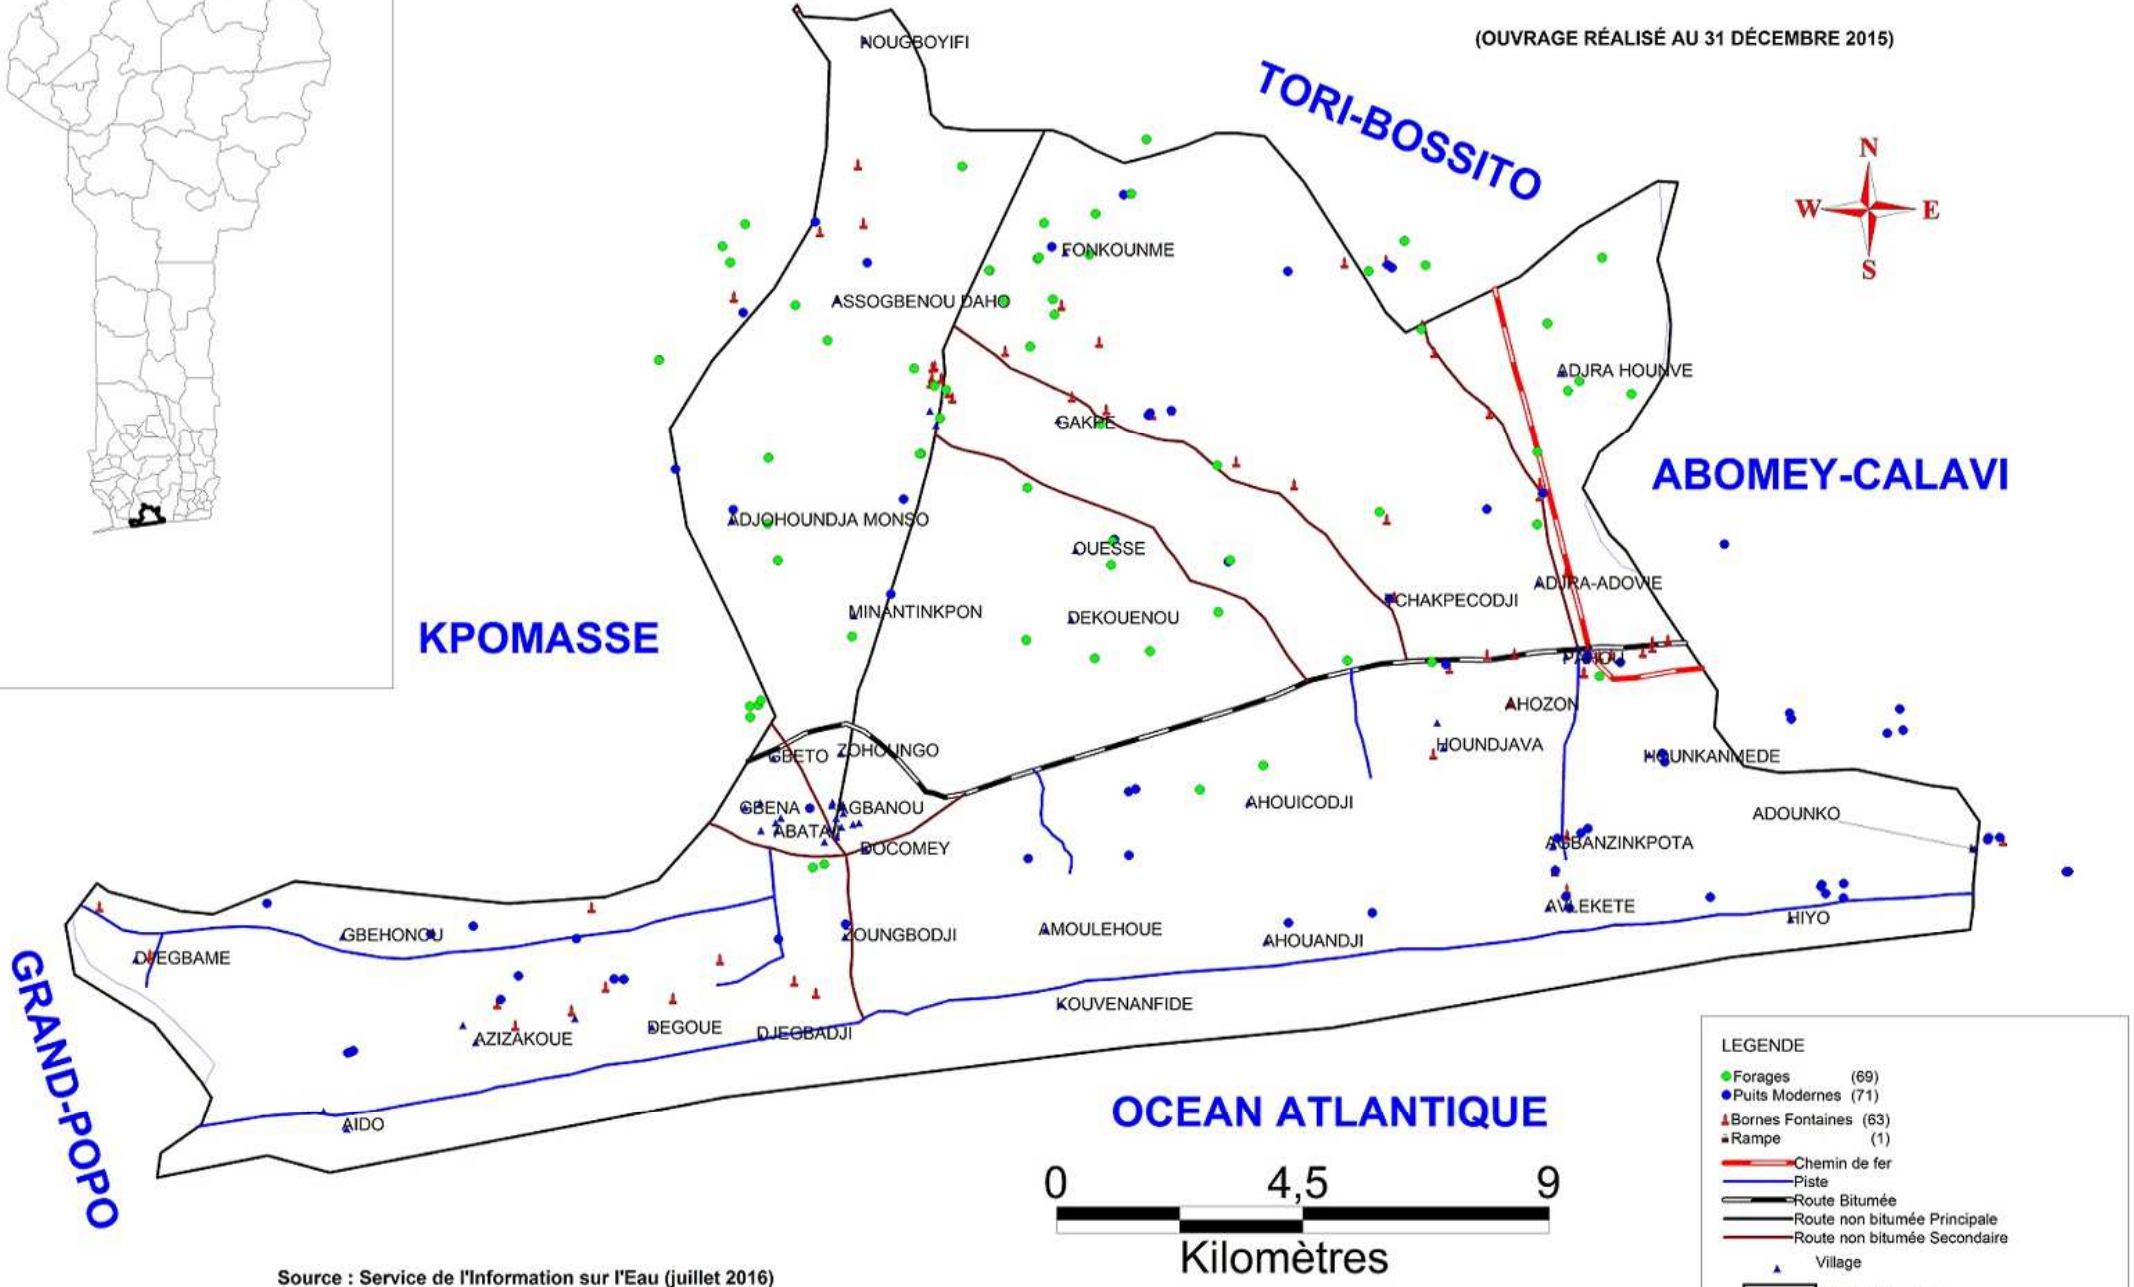 (OUVRAGE RÉALISÉ AU 31 DÉCEMBRE 2015)
NOUGBOYIFI
TORI-BOSSITO
N
W
E
S
FONKOUNME
ASSOGBENOU DAHO
ADJRA HOUNVE
GAKPE
ABOMEY-CALAVI
ADJOHOUNDJA MONSO
OUESSE
ADJRA-ADOVIE
TCHAKPECODJI
MINANTINKPON
DEKOUENOU
KPOMASSE
PAHOU
AHOZON
GBETO
ZOHOUNGO
HOUNDJAVA
HOUNKANMEDE
GBENA
AGBANOU
AHOUICODJI
ADOUNKO
ABATA
DOCOMEY
AGBANZINKPOTA
AVLEKETE
HIYO
GBEHONOU
ZOUNGBODJI
AMOULEHOUE
AHOUANDJI
DJEGBAME
GRAND-POPO
KOUVENANFIDE
AZIZAKOUE
DEGOUE
DJEGBADJI
AIDO
OCEAN ATLANTIQUE
0 4,5 9
Kilomètres
LEGENDE
Forages (69)
Puits Modernes (71)
Bornes Fontaines (63)
Rampe (1)
Chemin de fer
Piste
Route Bitumée
Route non bitumée Principale
Route non bitumée Secondaire
Village
Source : Service de l'Information sur l'Eau (juillet 2016)